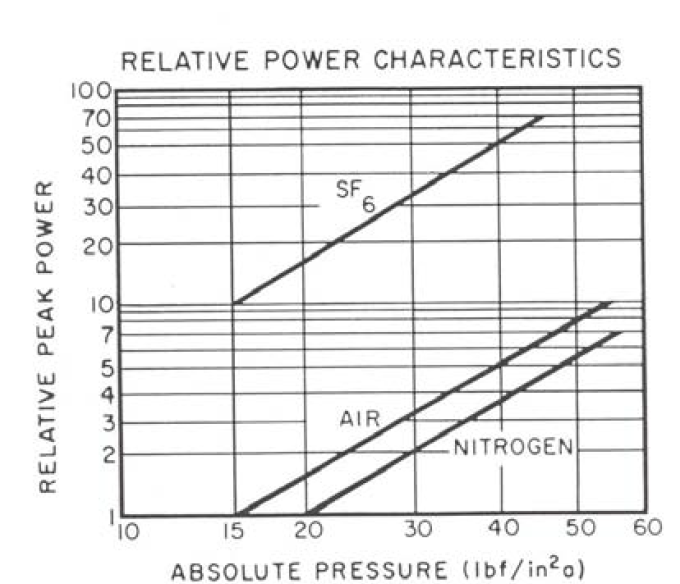 RELATIVE POWER CHARACTERISTICS
100
70
50
40
30
20
10
7
5
4
3
2
1
RELATIVE PEAK POWER
SF6
AIR
NITROGEN
10 15 20 30 40 50 60
ABSOLUTE PRESSURE (lbf/in²a)